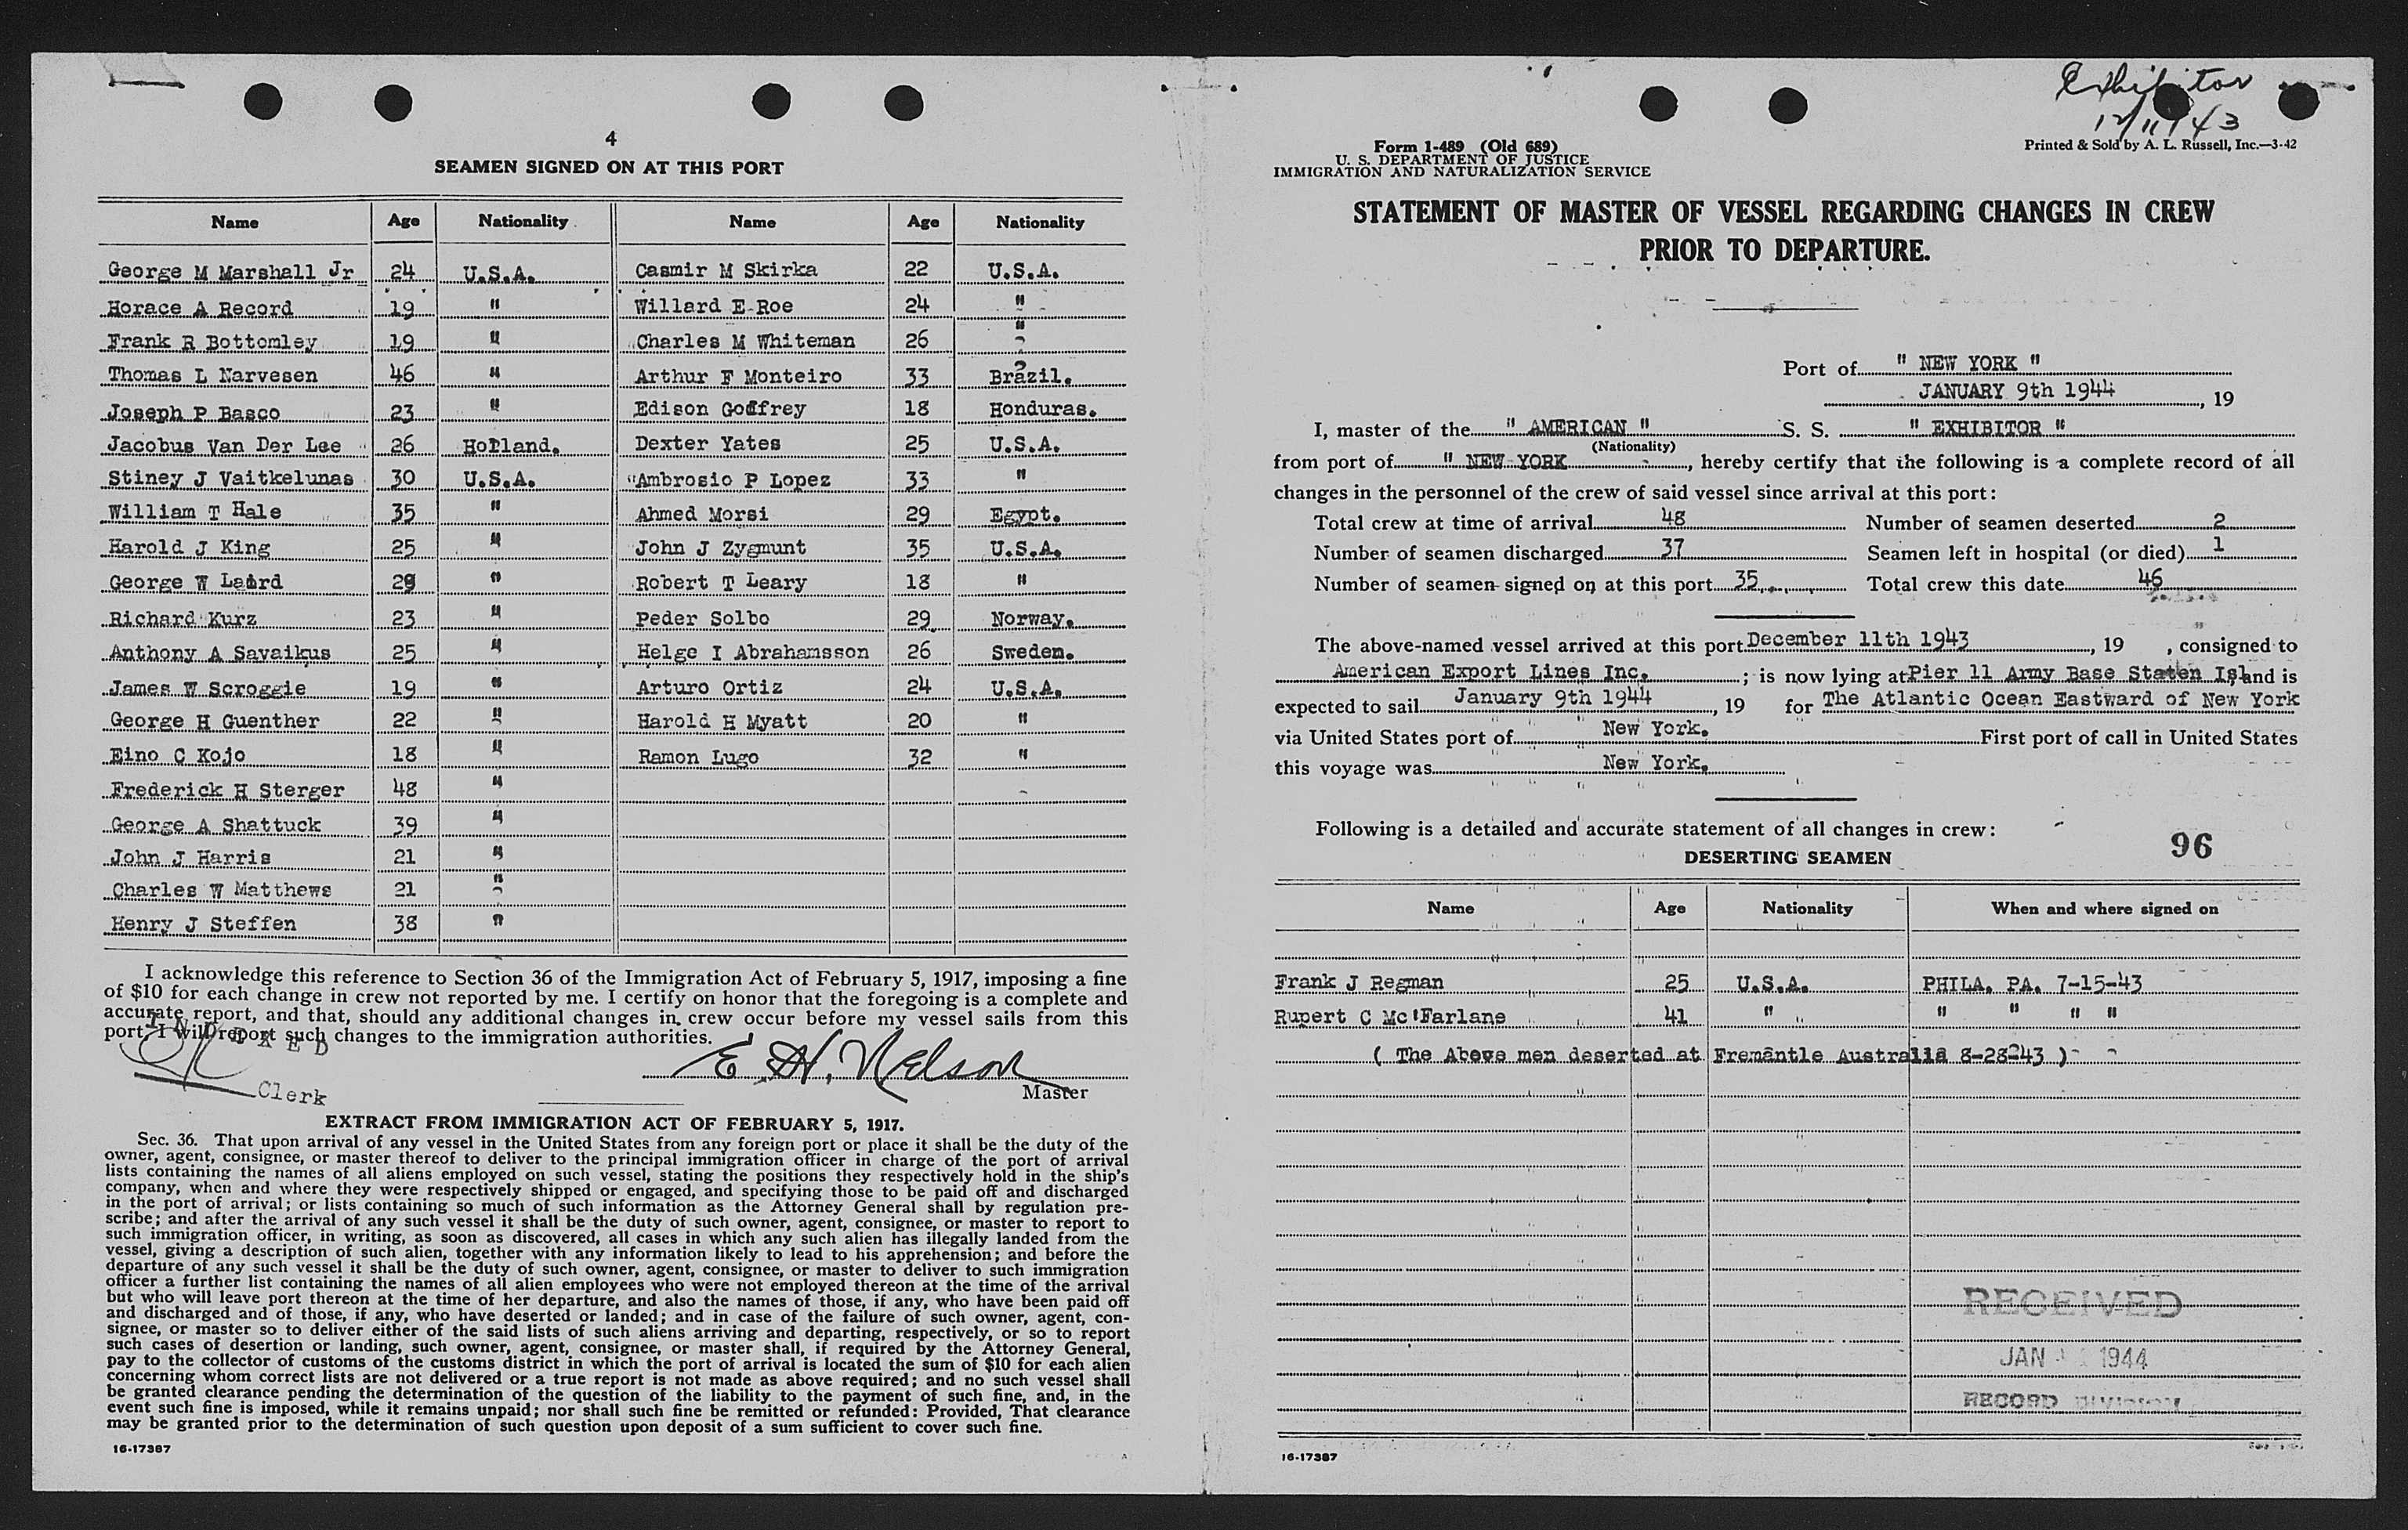 4
SEAMEN SIGNED ON AT THIS PORT
Name Age Nationality Name Age Nationality
George M Marshall Jr 24 U.S.A. Casmir M Skirka 22 U.S.A.
Horace A Record 19 " Willard E Roe 24 "
Frank R Bottomley 19 " Charles M Whiteman 26 "
Thomas L Narvesen 46 " Arthur F Monteiro 33 Brazil.
Joseph P Basco 23 " Edison Godfrey 18 Honduras.
Jacobus Van Der Lee 26 Holland. Dexter Yates 25 U.S.A.
Stiney J Vaitkelunas 30 U.S.A. Ambrosio P Lopez 33 "
William T Hale 35 " Ahmed Morsi 29 Egypt.
Harold J King 25 " John J Zygmunt 35 U.S.A.
George W Laird 29 " Robert T Leary 18 "
Richard Kurz 23 " Peder Solbo 29 Norway.
Anthony A Savaikus 25 " Helge I Abrahamsson 26 Sweden.
James W Scroggie 19 " Arturo Ortiz 24 U.S.A.
George H Guenther 22 " Harold H Myatt 20 "
Eino C Kojo 18 " Ramon Lugo 32 "
Frederick H Sterger 48 "
George A Shattuck 39 "
John J Harris 21 "
Charles W Matthews 21 "
Henry J Steffen 38 "
I acknowledge this reference to Section 36 of the Immigration Act of February 5, 1917, imposing a fine
of $10 for each change in crew not reported by me. I certify on honor that the foregoing is a complete and
accurate report, and that, should any additional changes in crew occur before my vessel sails from this
port, I will report such changes to the immigration authorities.
INDEXED
E. H. Nelson
Clerk
Master
EXTRACT FROM IMMIGRATION ACT OF FEBRUARY 5, 1917.
Sec. 36. That upon arrival of any vessel in the United States from any foreign port or place it shall be the duty of the
owner, agent, consignee, or master thereof to deliver to the principal immigration officer in charge of the port of arrival
lists containing the names of all aliens employed on such vessel, stating the positions they respectively hold in the ship's
company, when and where they were respectively shipped or engaged, and specifying those to be paid off and discharged
in the port of arrival; or lists containing so much of such information as the Attorney General shall by regulation pre-
scribe; and after the arrival of any such vessel it shall be the duty of such owner, agent, consignee, or master to report to
such immigration officer, in writing, as soon as discovered, all cases in which any such alien has illegally landed from the
vessel, giving a description of such alien, together with any information likely to lead to his apprehension; and before the
departure of any such vessel it shall be the duty of such owner, agent, consignee, or master to deliver to such immigration
officer a further list containing the names of all alien employees who were not employed thereon at the time of the arrival
but who will leave port thereon at the time of her departure, and also the names of those, if any, who have been paid off
and discharged and of those, if any, who have deserted or landed; and in case of the failure of such owner, agent, con-
signee, or master so to deliver either of the said lists of such aliens arriving and departing, respectively, or so to report
such cases of desertion or landing, such owner, agent, consignee, or master shall, if required by the Attorney General,
pay to the collector of customs of the customs district in which the port of arrival is located the sum of $10 for each alien
concerning whom correct lists are not delivered or a true report is not made as above required; and no such vessel shall
be granted clearance pending the determination of the question of the liability to the payment of such fine, and, in the
event such fine is imposed, while it remains unpaid; nor shall such fine be remitted or refunded: Provided, That clearance
may be granted prior to the determination of such question upon deposit of a sum sufficient to cover such fine.
16-17387
Exhibitor
12/11/43
Form 1-489 (Old 689)
U. S. DEPARTMENT OF JUSTICE
IMMIGRATION AND NATURALIZATION SERVICE
Printed & Sold by A. L. Russell, Inc.—3-42
STATEMENT OF MASTER OF VESSEL REGARDING CHANGES IN CREW
PRIOR TO DEPARTURE.
Port of " NEW YORK "
JANUARY 9th 1944, 19
I, master of the " AMERICAN " S. S. " EXHIBITOR "
(Nationality)
from port of " NEW YORK, hereby certify that the following is a complete record of all
changes in the personnel of the crew of said vessel since arrival at this port:
Total crew at time of arrival 48 Number of seamen deserted 2
Number of seamen discharged 37 Seamen left in hospital (or died) 1
Number of seamen signed on at this port 35 Total crew this date 46
The above-named vessel arrived at this port December 11th 1943, 19 , consigned to
American Export Lines Inc. ; is now lying at Pier 11 Army Base Staten Island is
expected to sail January 9th 1944, 19 for The Atlantic Ocean Eastward of New York
via United States port of New York. First port of call in United States
this voyage was New York.
Following is a detailed and accurate statement of all changes in crew:
96
DESERTING SEAMEN
Name Age Nationality When and where signed on
Frank J Regman 25 U.S.A. PHILA. PA. 7-15-43
Rupert C Mc'Farlane 41 " " " " "
( The Above men deserted at Fremantle Australia 8-28-43 )
RECEIVED
JAN 1944
RECORD DIVISION
16-17387